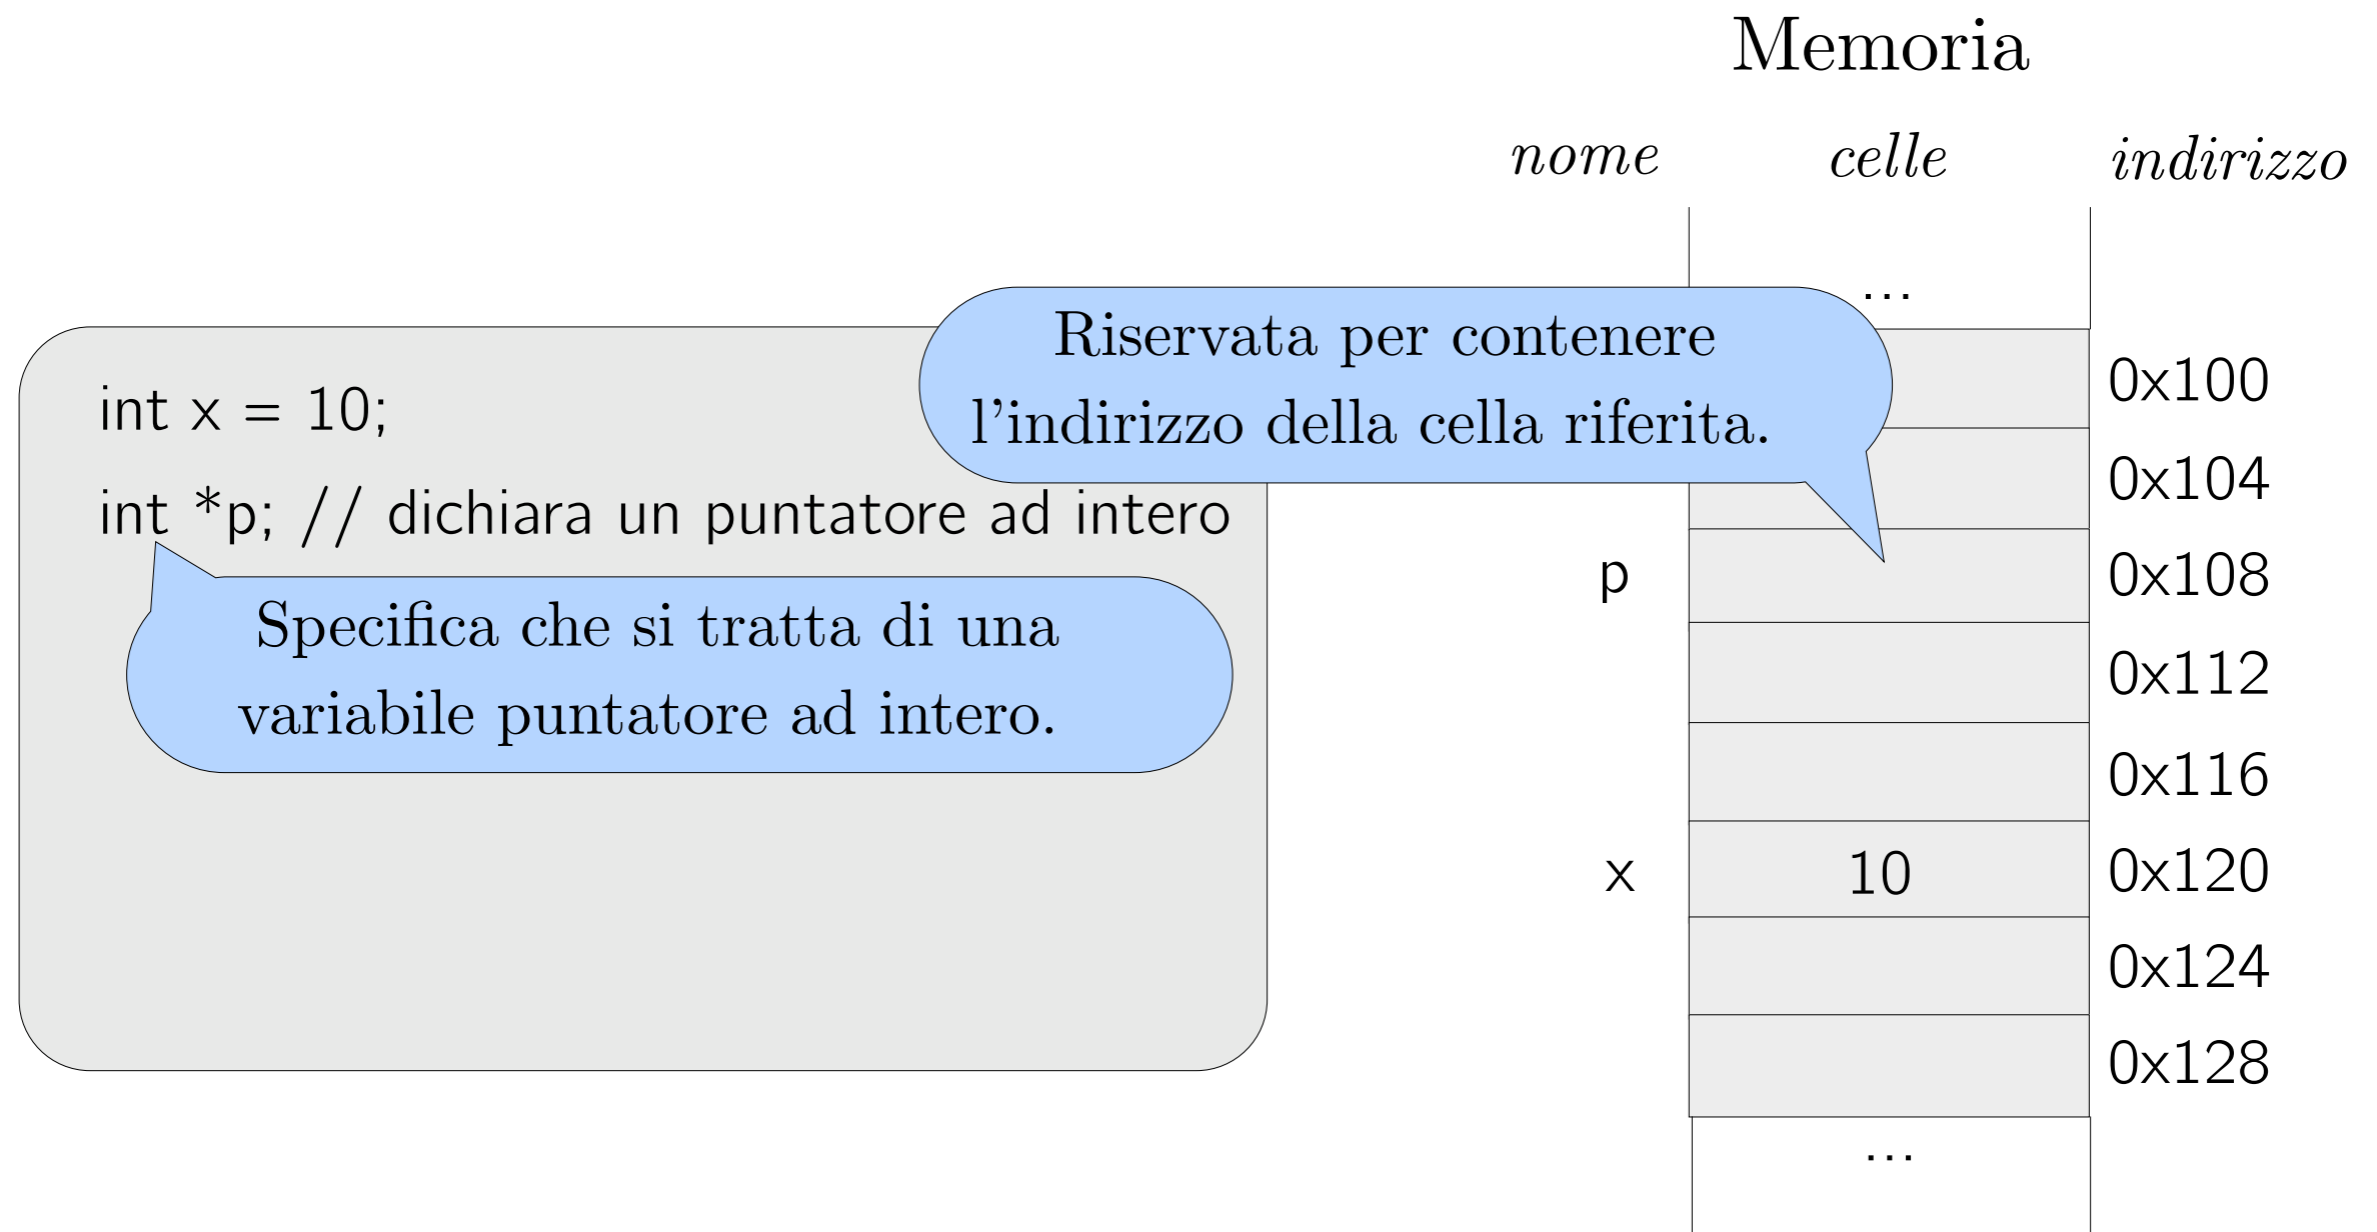 Memoria
nome celle indirizzo
...
Riservata per contenere
l'indirizzo della cella riferita.
int x = 10;
int *p; // dichiara un puntatore ad intero
Specifica che si tratta di una
variabile puntatore ad intero.
0x100
0x104
p 0x108
0x112
0x116
x 10 0x120
0x124
0x128
...